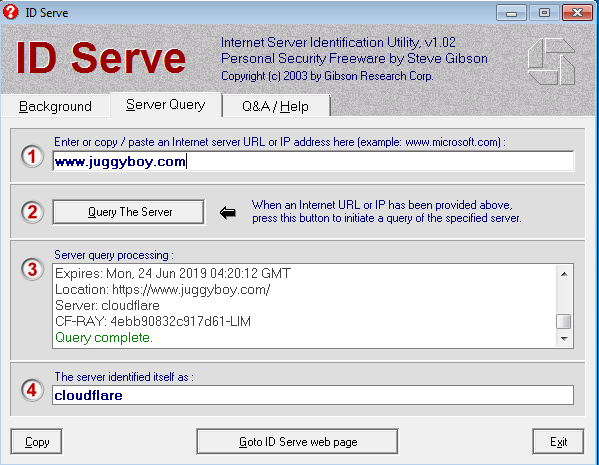 ID Serve
ID Serve
Internet Server Identification Utility, v1.02
Personal Security Freeware by Steve Gibson
Copyright (c) 2003 by Gibson Research Corp.
Background Server Query Q&A / Help
1 Enter or copy / paste an Internet server URL or IP address here (example: www.microsoft.com) :
www.juggyboy.com
2 Query The Server When an Internet URL or IP has been provided above,
press this button to initiate a query of the specified server.
3 Server query processing :
Expires: Mon, 24 Jun 2019 04:20:12 GMT
Location: https://www.juggyboy.com/
Server: cloudflare
CF-RAY: 4ebb90832c917d61-LIM
Query complete.
4 The server identified itself as :
cloudflare
Copy Goto ID Serve web page Exit